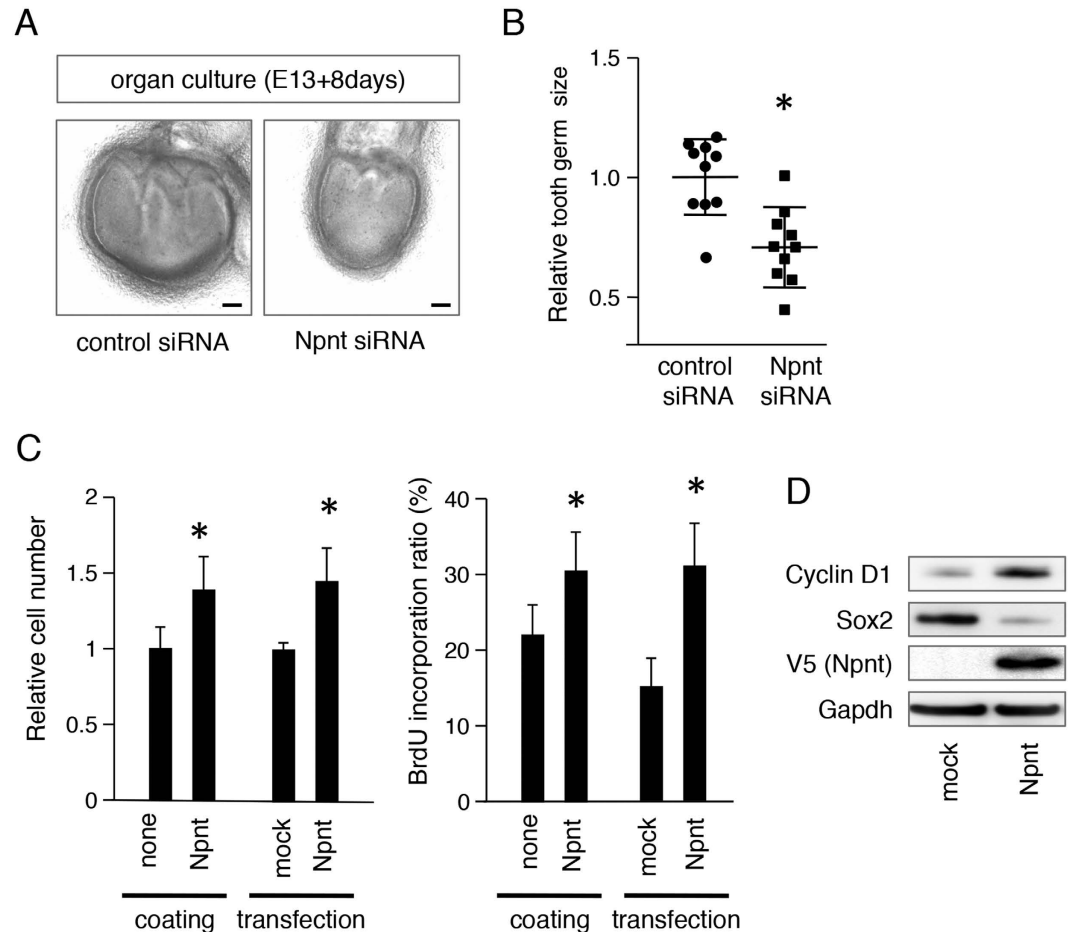 A
organ culture (E13+8days)
control siRNA
Npnt siRNA
B
Relative tooth germ size
1.5
1.0
0.5
*
control
siRNA
Npnt
siRNA
C
Relative cell number
2
1.5
1
0.5
0
*
*
none
Npnt
mock
Npnt
coating
transfection
BrdU incorporation ratio (%)
40
30
20
10
0
*
*
none
Npnt
mock
Npnt
coating
transfection
D
Cyclin D1
Sox2
V5 (Npnt)
Gapdh
mock
Npnt